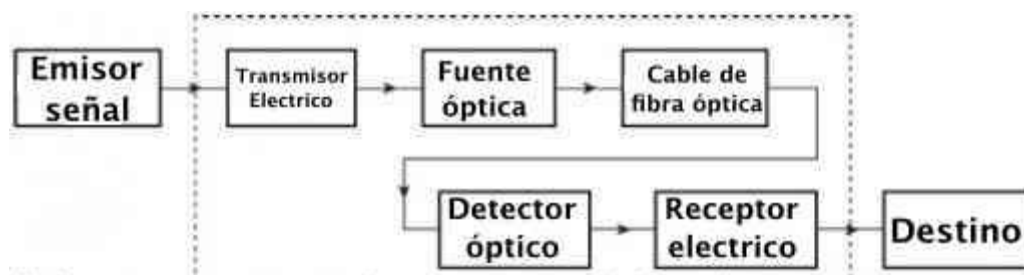 Emisor
señal
Transmisor
Electrico
Fuente
óptica
Cable de
fibra óptica
Detector
óptico
Receptor
electrico
Destino